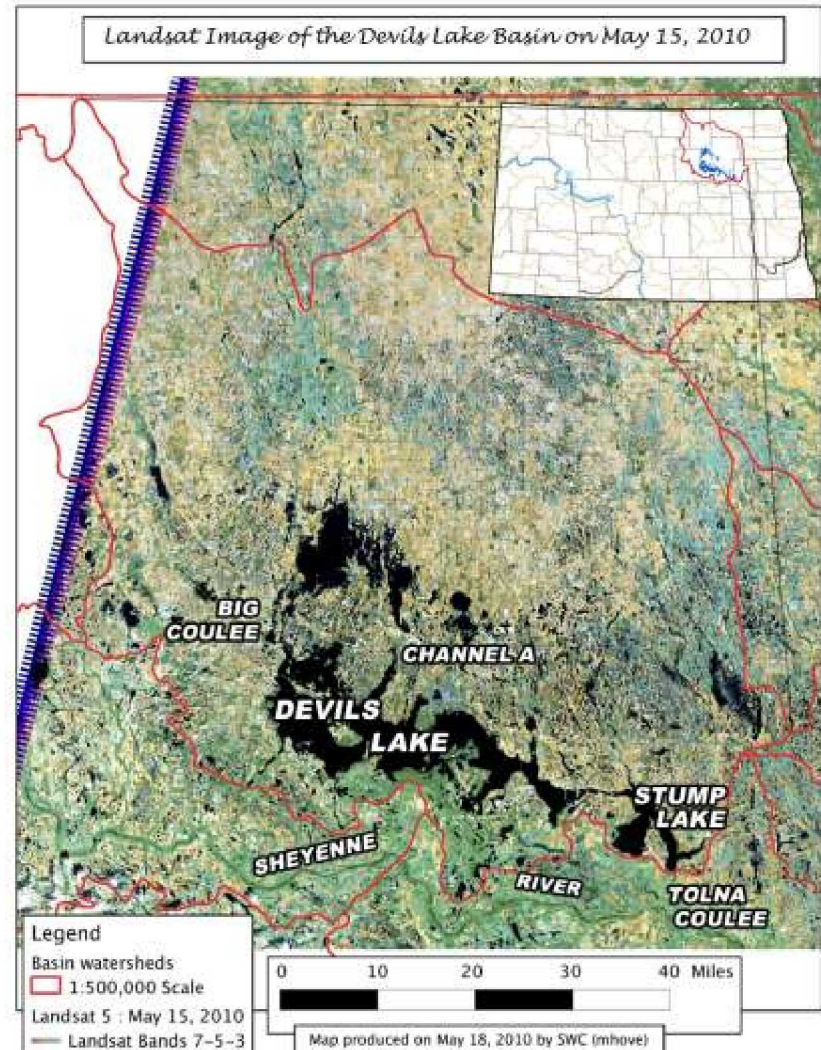 Landsat Image of the Devils Lake Basin on May 15, 2010
BIG
COULEE
CHANNEL A
DEVILS
LAKE
STUMP
LAKE
SHEYENNE
RIVER
TOLNA
COULEE
Legend
Basin watersheds
1:500,000 Scale
Landsat 5 : May 15, 2010
Landsat Bands 7-5-3
0 10 20 30 40 Miles
Map produced on May 18, 2010 by SWC (mhove)